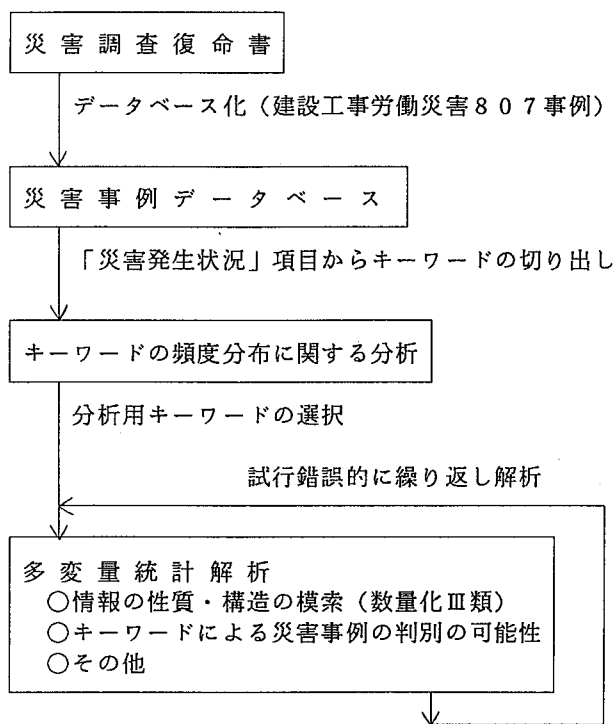 災害調査復命書
データベース化（建設工事労働災害８０７事例）
災害事例データベース
「災害発生状況」項目からキーワードの切り出し
キーワードの頻度分布に関する分析
分析用キーワードの選択
試行錯誤的に繰り返し解析
多変量統計解析
○情報の性質・構造の模索（数量化Ⅲ類）
○キーワードによる災害事例の判別の可能性
○その他